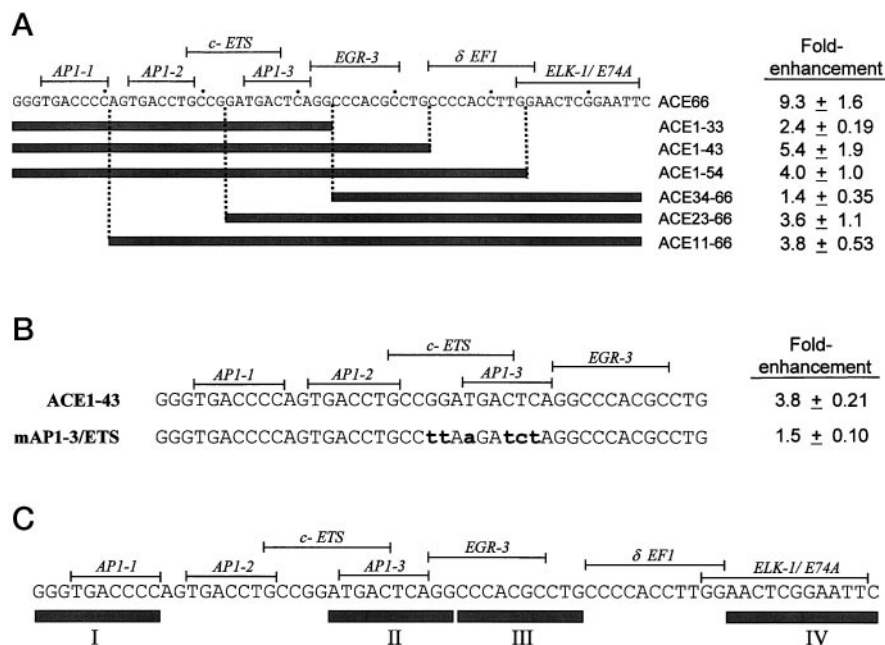 A
c- ETS
AP1-1 AP1-2 AP1-3 EGR-3 δ EF1 ELK-1/ E74A
Fold-
enhancement
GGGTGACCCCAGTGACCTGCCGGATGACTCAGGCCCACGCCTGCCCCACCTTGGAACTCGGAATTC ACE66 9.3 ± 1.6
ACE1-33 2.4 ± 0.19
ACE1-43 5.4 ± 1.9
ACE1-54 4.0 ± 1.0
ACE34-66 1.4 ± 0.35
ACE23-66 3.6 ± 1.1
ACE11-66 3.8 ± 0.53
B
c- ETS
AP1-1 AP1-2 AP1-3 EGR-3
Fold-
enhancement
ACE1-43 GGGTGACCCCAGTGACCTGCCGGATGACTCAGGCCCACGCCTG 3.8 ± 0.21
mAP1-3/ETS GGGTGACCCCAGTGACCTGCCttAaGAtctAGGCCCACGCCTG 1.5 ± 0.10
C
c- ETS
AP1-1 AP1-2 AP1-3 EGR-3 δ EF1 ELK-1/ E74A
GGGTGACCCCAGTGACCTGCCGGATGACTCAGGCCCACGCCTGCCCCACCTTGGAACTCGGAATTC
I II III IV